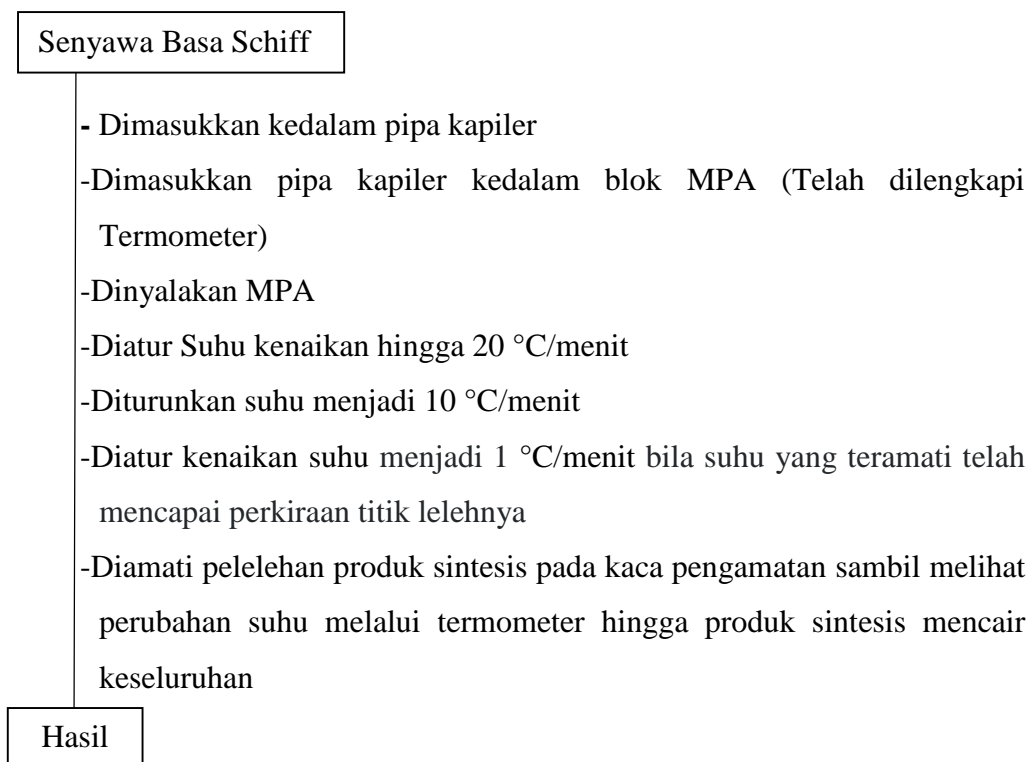 Senyawa Basa Schiff
- Dimasukkan kedalam pipa kapiler
-Dimasukkan pipa kapiler kedalam blok MPA (Telah dilengkapi
Termometer)
-Dinyalakan MPA
-Diatur Suhu kenaikan hingga 20 °C/menit
-Diturunkan suhu menjadi 10 °C/menit
-Diatur kenaikan suhu menjadi 1 °C/menit bila suhu yang teramati telah
mencapai perkiraan titik lelehnya
-Diamati pelelehan produk sintesis pada kaca pengamatan sambil melihat
perubahan suhu melalui termometer hingga produk sintesis mencair
keseluruhan
Hasil